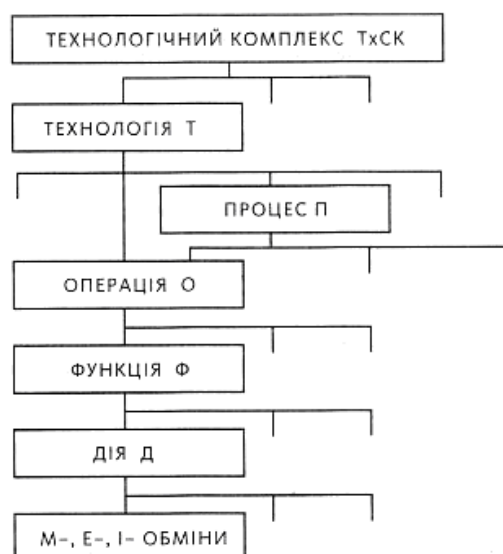 ТЕХНОЛОГІЧНИЙ КОМПЛЕКС ТхСК
ТЕХНОЛОГІЯ Т
ПРОЦЕС П
ОПЕРАЦІЯ О
ФУНКЦІЯ Ф
ДІЯ Д
М–, Е–, І– ОБМІНИ